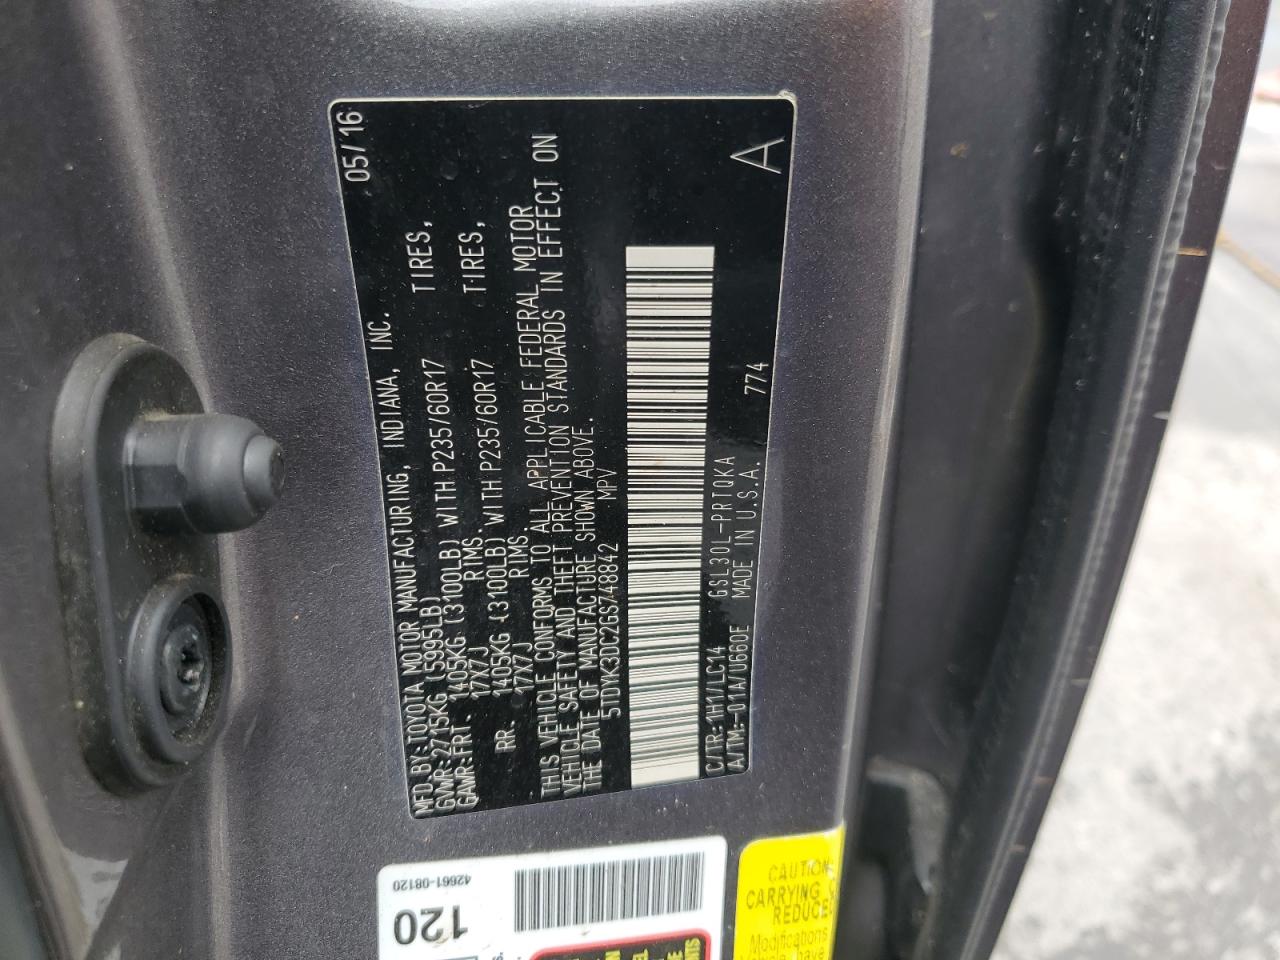 MFD.BY:TOYOTA MOTOR MANUFACTURING, INDIANA, INC. 05/16
GVWR:2715KG (5995LB)
GAWR:FRT. 1405KG (3100LB) WITH P235/60R17 TIRES,
17X7J RIMS.
RR. 1405KG (3100LB) WITH P235/60R17 TIRES,
17X7J RIMS.
THIS VEHICLE CONFORMS TO ALL APPLICABLE FEDERAL MOTOR
VEHICLE SAFETY AND THEFT PREVENTION STANDARDS IN EFFECT ON
THE DATE OF MANUFACTURE SHOWN ABOVE.
5TDYK3DC2GS748842 MPV
C/TR:1H1/LC14 GSL30L-PRTQKA 774
A/TM:-01A/U660E MADE IN U.S.A.
A
42661-08120
120
CAUTION:
CARRYING
REDUCE
Modifications